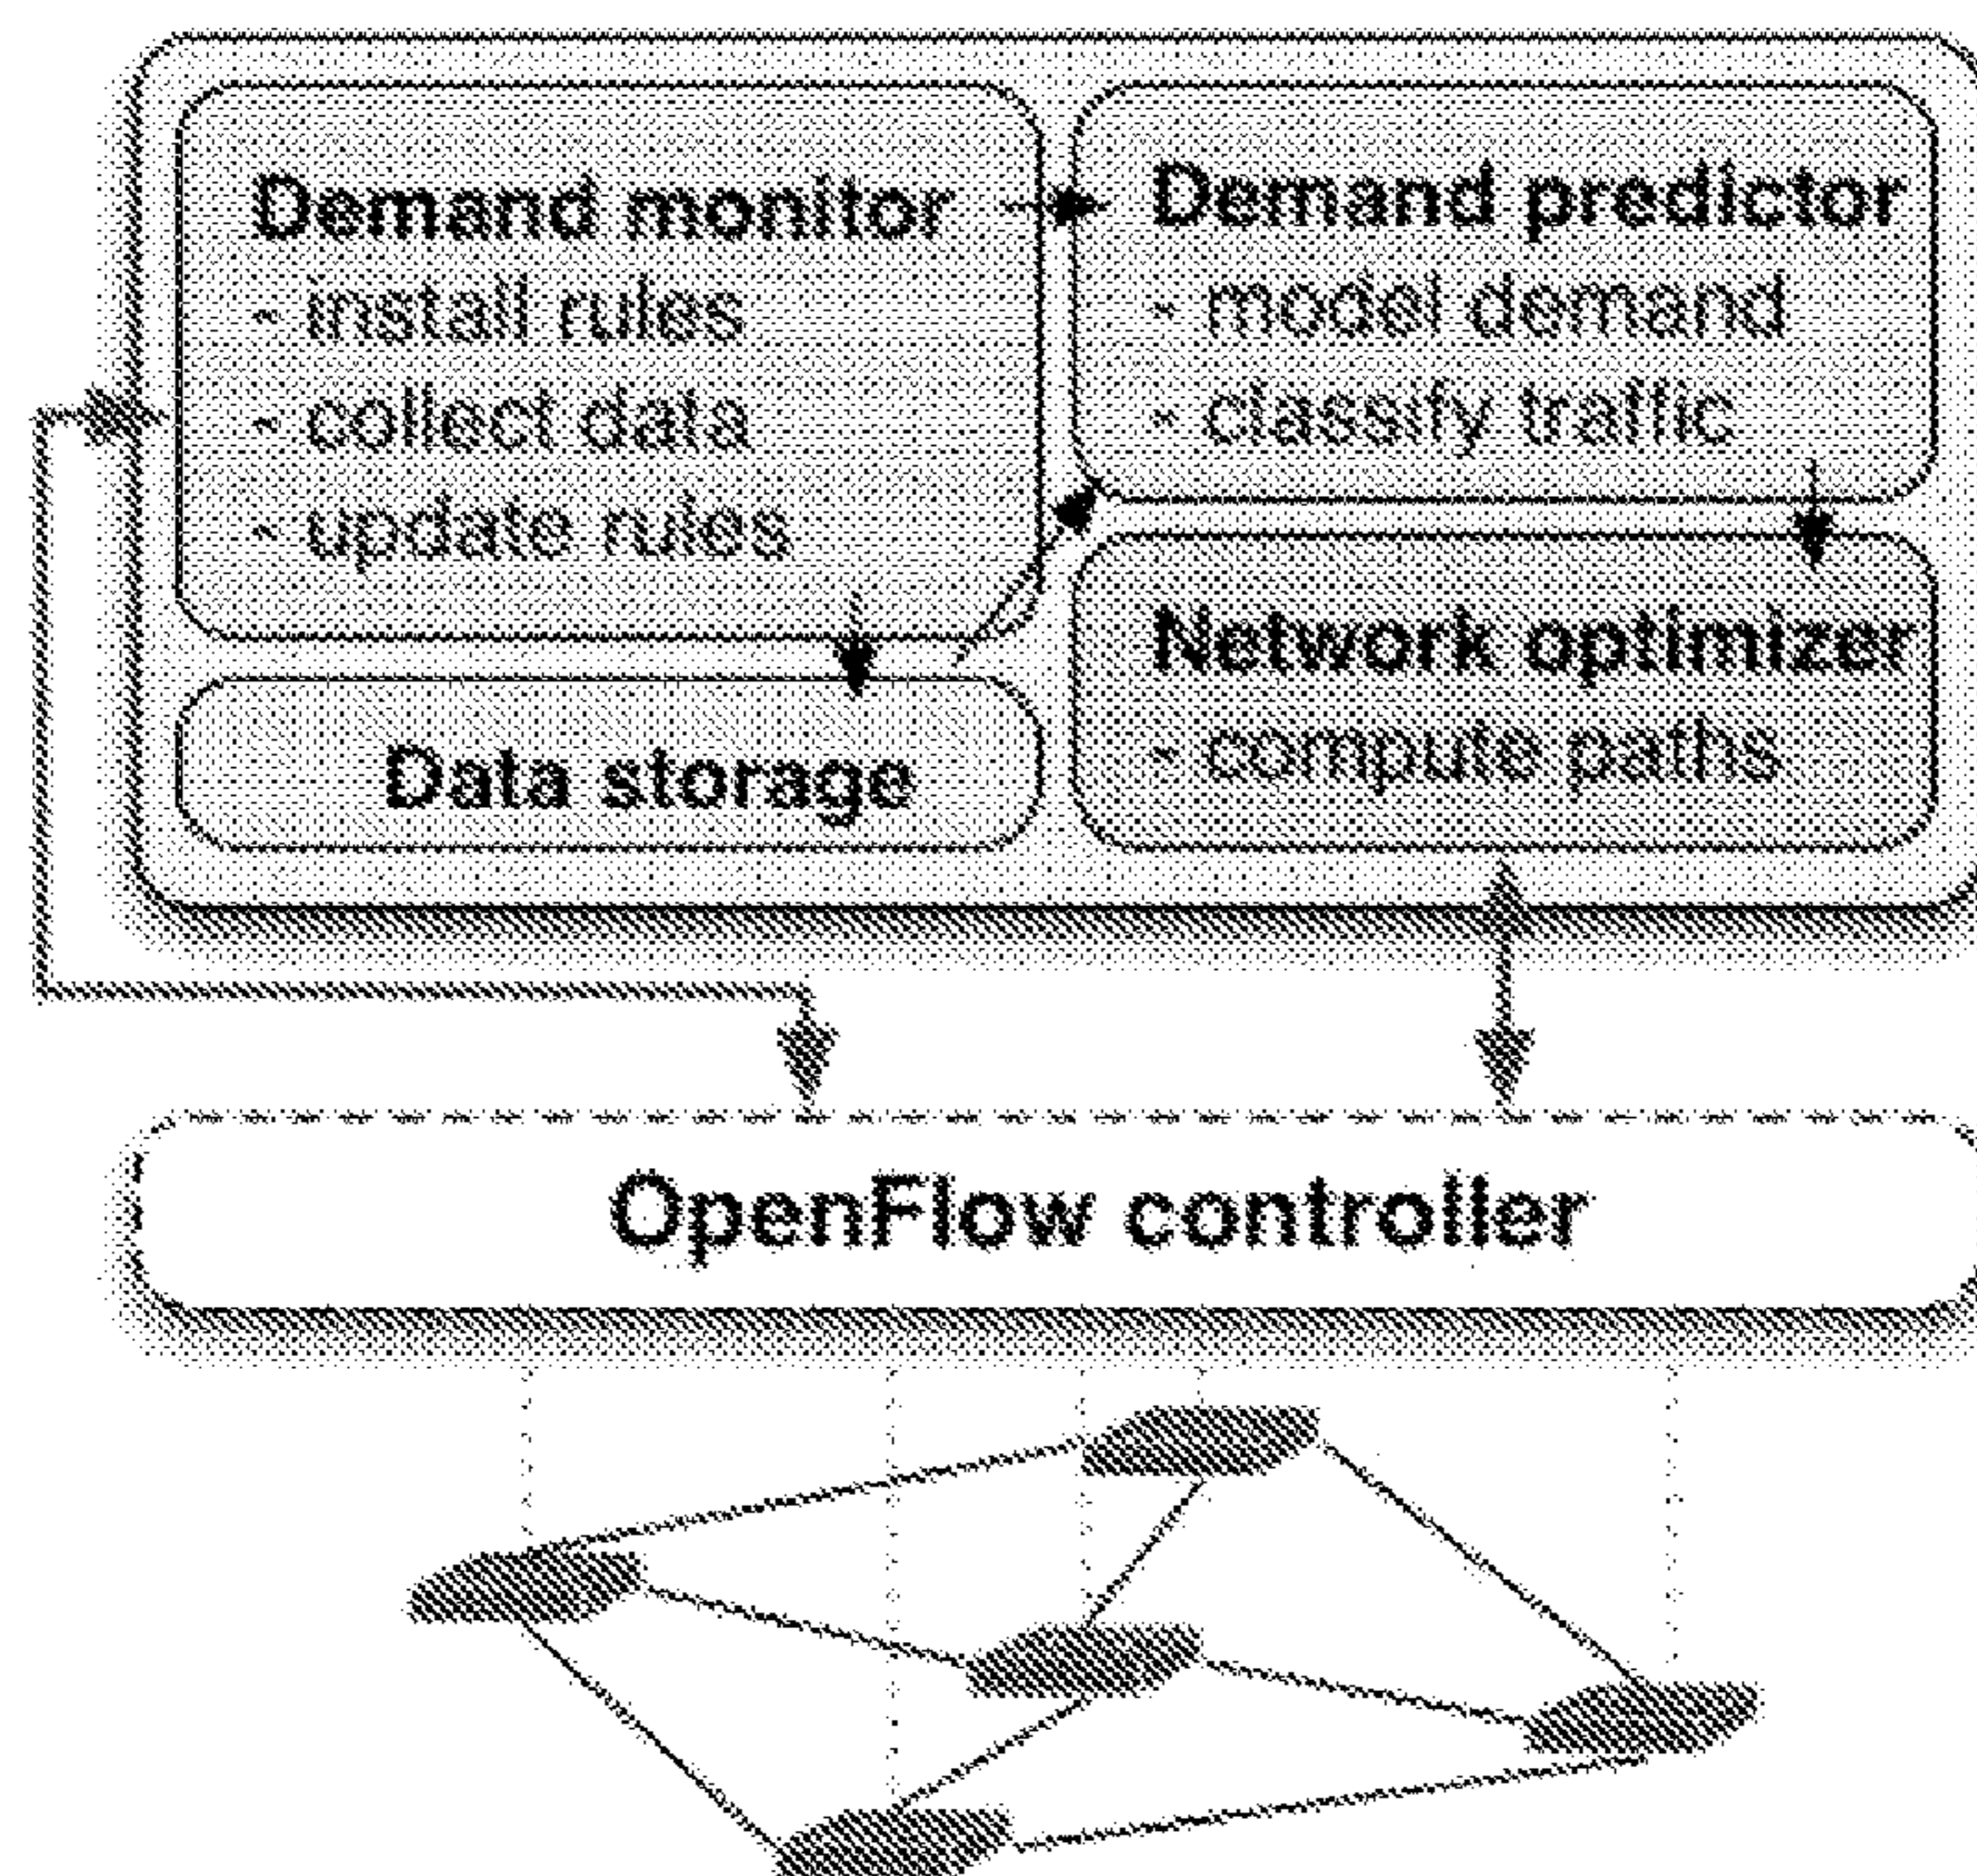 Demand monitor
- install rules
- collect data
- update rules
Data storage
Demand predictor
- model demand
- classify traffic
Network optimizer
- compute paths
OpenFlow controller